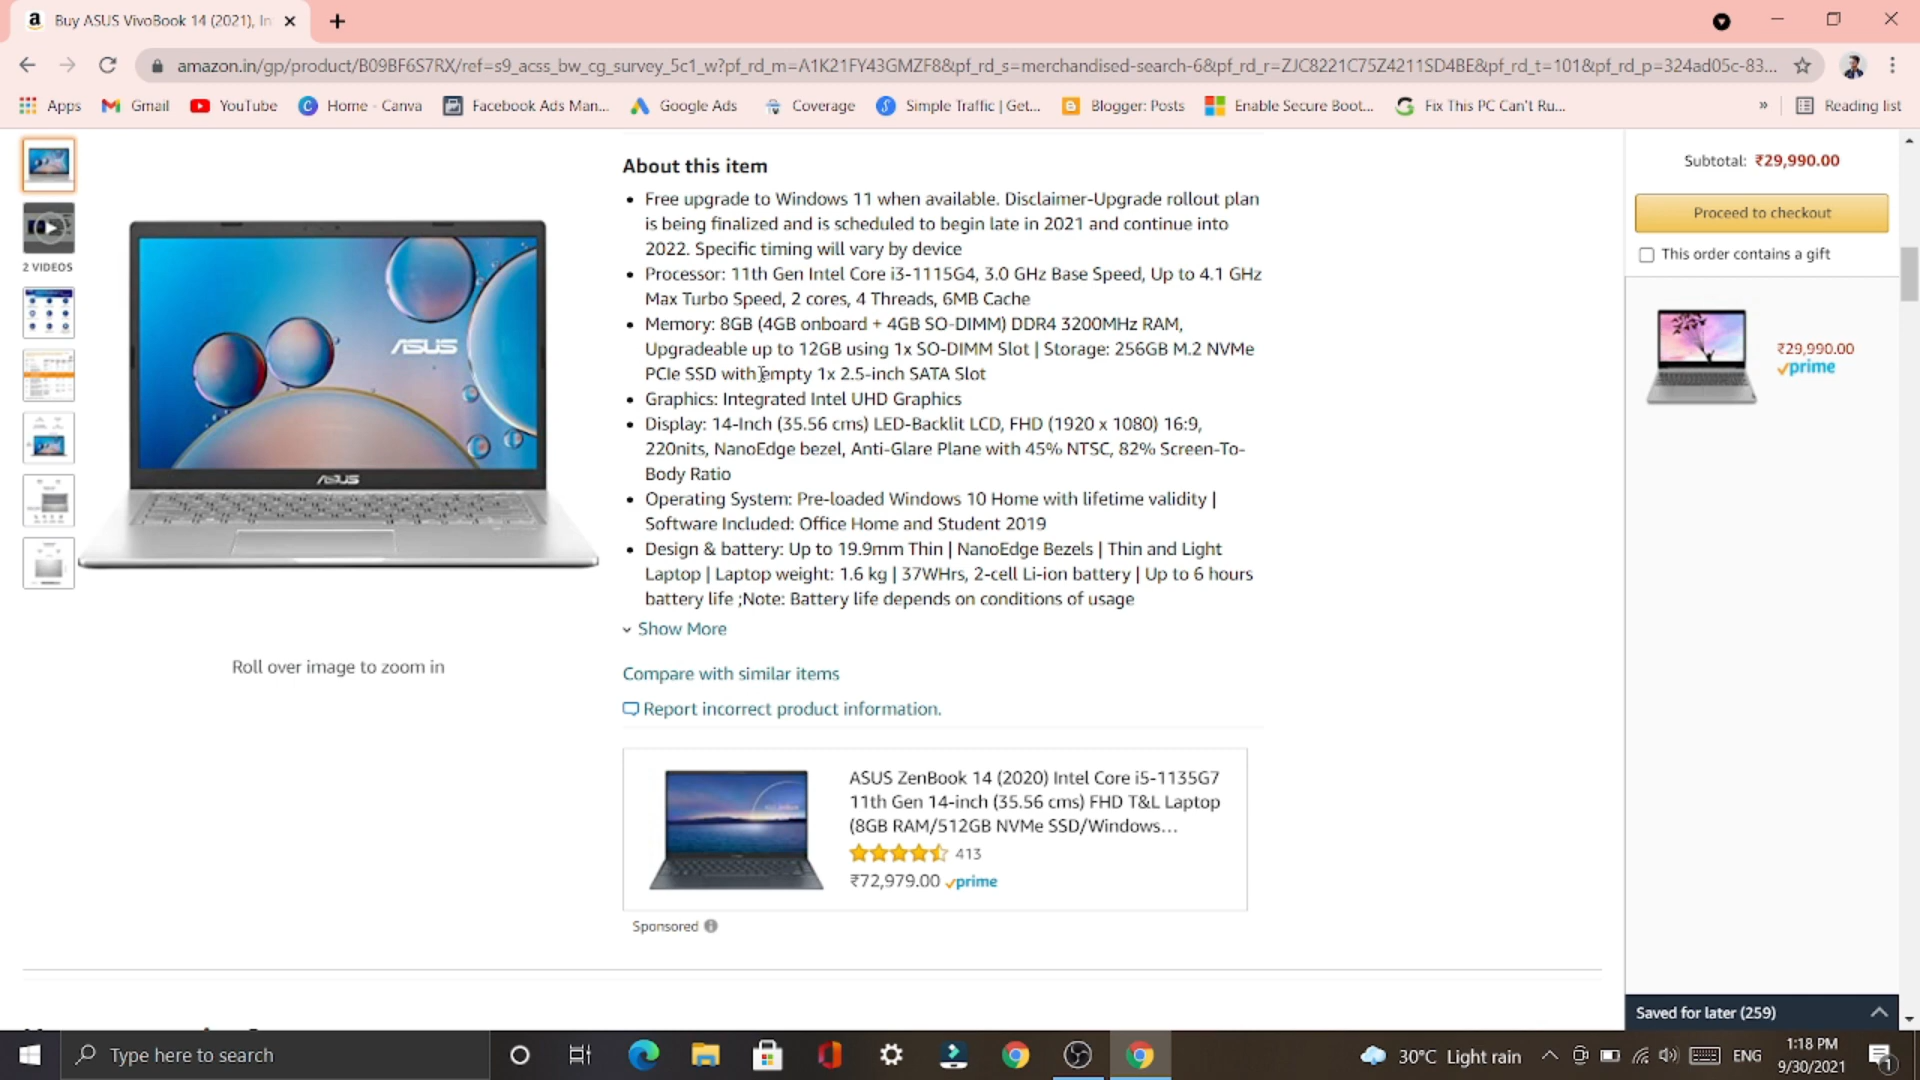 Buy ASUS VivoBook 14 (2021), In
amazon.in/gp/product/B09BF6S7RX/ref=s9_acss_bw_cg_survey_5c1_w?pf_rd_m=A1K21FY43GMZF8&pf_rd_s=merchandised-search-6&pf_rd_r=ZJC8221C75Z4211SD4BE&pf_rd_t=101&pf_rd_p=324ad05c-83...
Apps Gmail YouTube Home - Canva Facebook Ads Man... Google Ads Coverage Simple Traffic | Get... Blogger: Posts Enable Secure Boot... Fix This PC Can't Ru... » Reading list
2 VIDEOS
ASUS
ASUS
Roll over image to zoom in
About this item
• Free upgrade to Windows 11 when available. Disclaimer-Upgrade rollout plan
is being finalized and is scheduled to begin late in 2021 and continue into
2022. Specific timing will vary by device
• Processor: 11th Gen Intel Core i3-1115G4, 3.0 GHz Base Speed, Up to 4.1 GHz
Max Turbo Speed, 2 cores, 4 Threads, 6MB Cache
• Memory: 8GB (4GB onboard + 4GB SO-DIMM) DDR4 3200MHz RAM,
Upgradeable up to 12GB using 1x SO-DIMM Slot | Storage: 256GB M.2 NVMe
PCIe SSD with empty 1x 2.5-inch SATA Slot
• Graphics: Integrated Intel UHD Graphics
• Display: 14-Inch (35.56 cms) LED-Backlit LCD, FHD (1920 x 1080) 16:9,
220nits, NanoEdge bezel, Anti-Glare Plane with 45% NTSC, 82% Screen-To-
Body Ratio
• Operating System: Pre-loaded Windows 10 Home with lifetime validity |
Software Included: Office Home and Student 2019
• Design & battery: Up to 19.9mm Thin | NanoEdge Bezels | Thin and Light
Laptop | Laptop weight: 1.6 kg | 37WHrs, 2-cell Li-ion battery | Up to 6 hours
battery life ;Note: Battery life depends on conditions of usage
Show More
Compare with similar items
Report incorrect product information.
ASUS ZenBook 14 (2020) Intel Core i5-1135G7
11th Gen 14-inch (35.56 cms) FHD T&L Laptop
(8GB RAM/512GB NVMe SSD/Windows...
413
₹72,979.00 prime
Sponsored
Subtotal: ₹29,990.00
Proceed to checkout
This order contains a gift
₹29,990.00
prime
Saved for later (259)
Type here to search
30°C Light rain
ENG
1:18 PM
9/30/2021
1